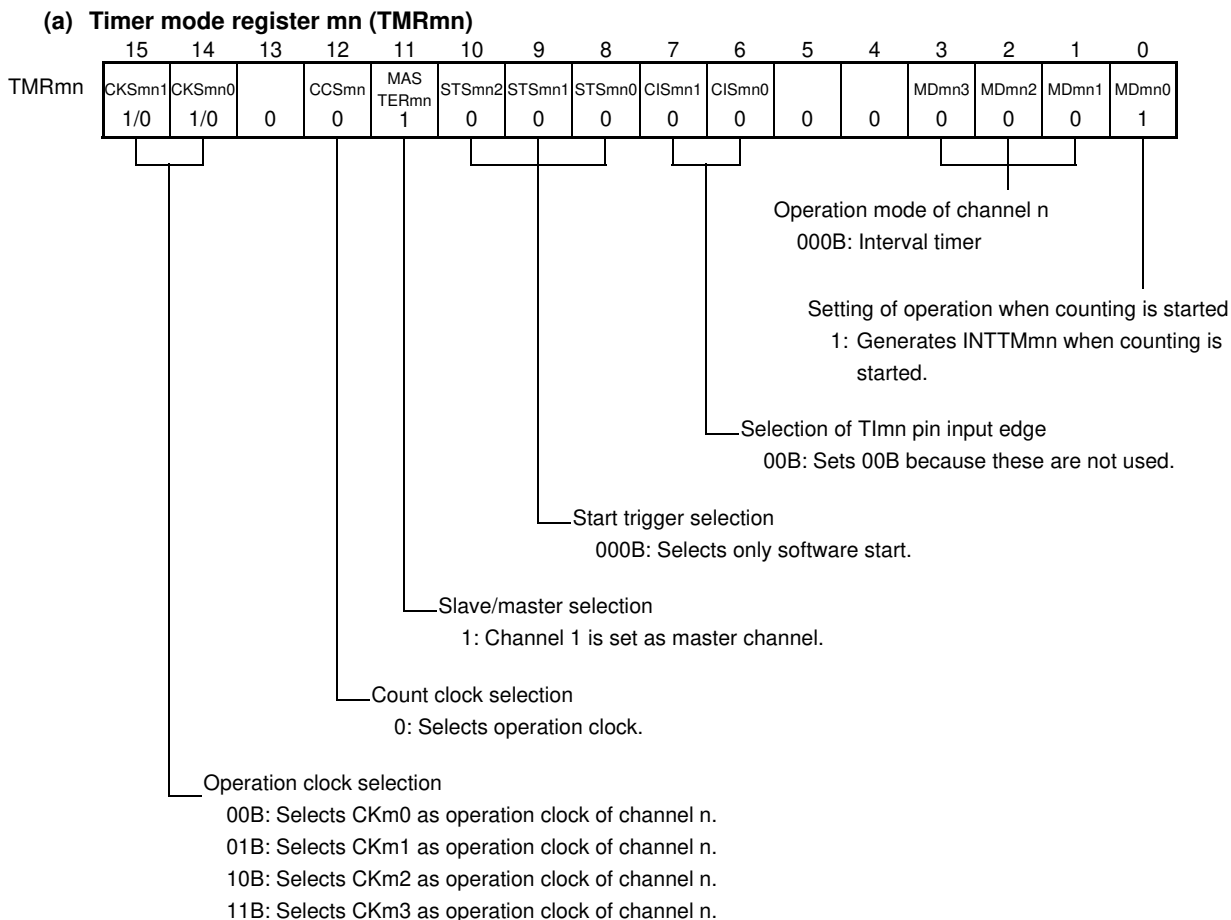 (a) Timer mode register mn (TMRmn)
15 14 13 12 11 10 9 8 7 6 5 4 3 2 1 0
TMRmn CKSmn1 CKSmn0 CCSmn MAS TERmn STSmn2 STSmn1 STSmn0 CISmn1 CISmn0 MDmn3 MDmn2 MDmn1 MDmn0
1/0 1/0 0 0 1 0 0 0 0 0 0 0 0 0 0 1
Operation mode of channel n
000B: Interval timer
Setting of operation when counting is started
1: Generates INTTMmn when counting is
started.
Selection of TImn pin input edge
00B: Sets 00B because these are not used.
Start trigger selection
000B: Selects only software start.
Slave/master selection
1: Channel 1 is set as master channel.
Count clock selection
0: Selects operation clock.
Operation clock selection
00B: Selects CKm0 as operation clock of channel n.
01B: Selects CKm1 as operation clock of channel n.
10B: Selects CKm2 as operation clock of channel n.
11B: Selects CKm3 as operation clock of channel n.